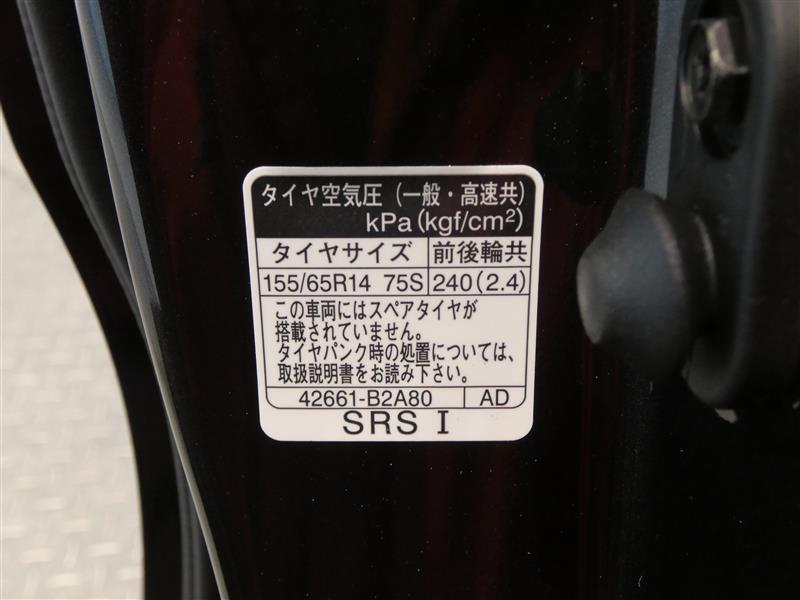 タイヤ空気圧（一般・高速共）
kPa(kgf/cm²)
タイヤサイズ 前後輪共
155/65R14 75S 240(2.4)
この車両にはスペアタイヤが
搭載されていません。
タイヤパンク時の処置については、
取扱説明書をお読み下さい。
42661-B2A80 AD
SRS I